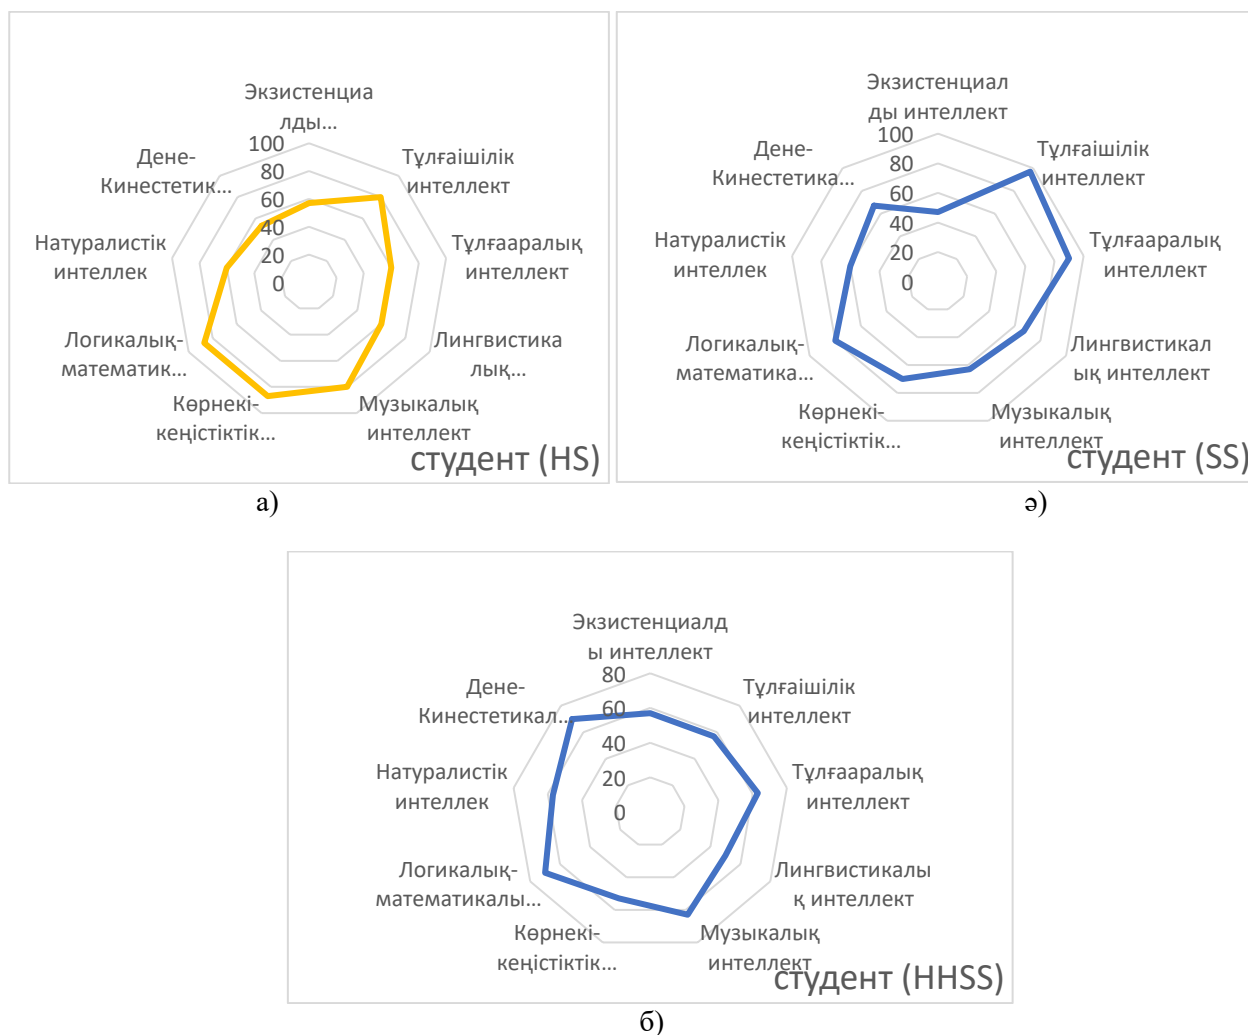 Экзистенциа
лды...
100
80
60
40
20
0
Тұлғаішілік
интеллект
Тұлғааралық
интеллект
Лингвистика
лық...
Музыкалық
интеллект
Көрнекі-
кеңістіктік...
Логикалық-
математик...
Натуралистік
интеллек
Дене-
Кинестетик...
студент (HS)
а)
Экзистенциал
ды интеллект
100
80
60
40
20
0
Тұлғаішілік
интеллект
Тұлғааралық
интеллект
Лингвистикал
ық интеллект
Музыкалық
интеллект
Көрнекі-
кеңістіктік...
Логикалық-
математика...
Натуралистік
интеллек
Дене-
Кинестетика...
студент (SS)
ә)
Экзистенциалд
ы интеллект
80
60
40
20
0
Тұлғаішілік
интеллект
Тұлғааралық
интеллект
Лингвистикалы
қ интеллект
Музыкалық
интеллект
Көрнекі-
кеңістіктік...
Логикалық-
математикалы...
Натуралистік
интеллек
Дене-
Кинестетикал...
студент (HHSS)
б)